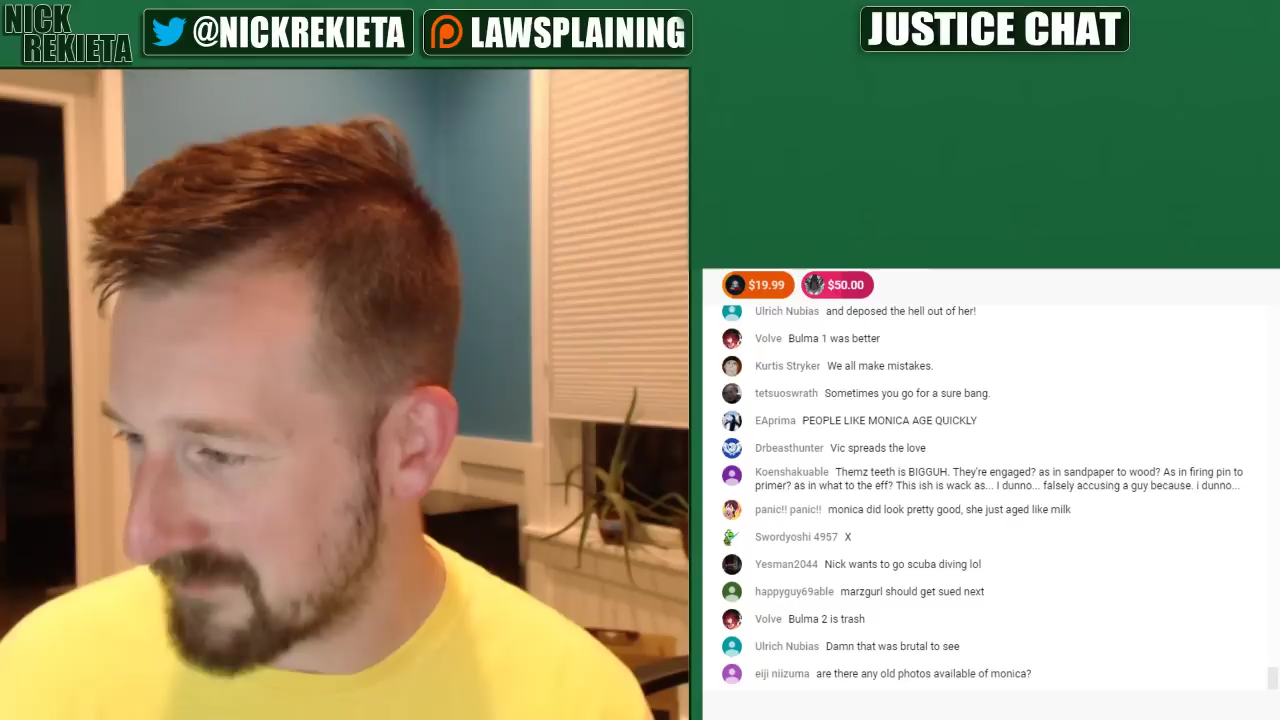 NICK
REKIETA
@NICKREKIETA
LAWSPLAINING
JUSTICE CHAT
$19.99
$50.00
Ulrich Nubias and deposed the hell out of her!
Volve Bulma 1 was better
Kurtis Stryker We all make mistakes.
tetsuoswrath Sometimes you go for a sure bang.
EAprima PEOPLE LIKE MONICA AGE QUICKLY
Drbeasthunter Vic spreads the love
Koenshakuable Themz teeth is BIGGUH. They're engaged? as in sandpaper to wood? As in firing pin to
primer? as in what to the eff? This ish is wack as... I dunno... falsely accusing a guy because. i dunno...
panic!! panic!! monica did look pretty good, she just aged like milk
Swordyoshi 4957 X
Yesman2044 Nick wants to go scuba diving lol
happyguy69able marzgurl should get sued next
Volve Bulma 2 is trash
Ulrich Nubias Damn that was brutal to see
eiji niizuma are there any old photos available of monica?